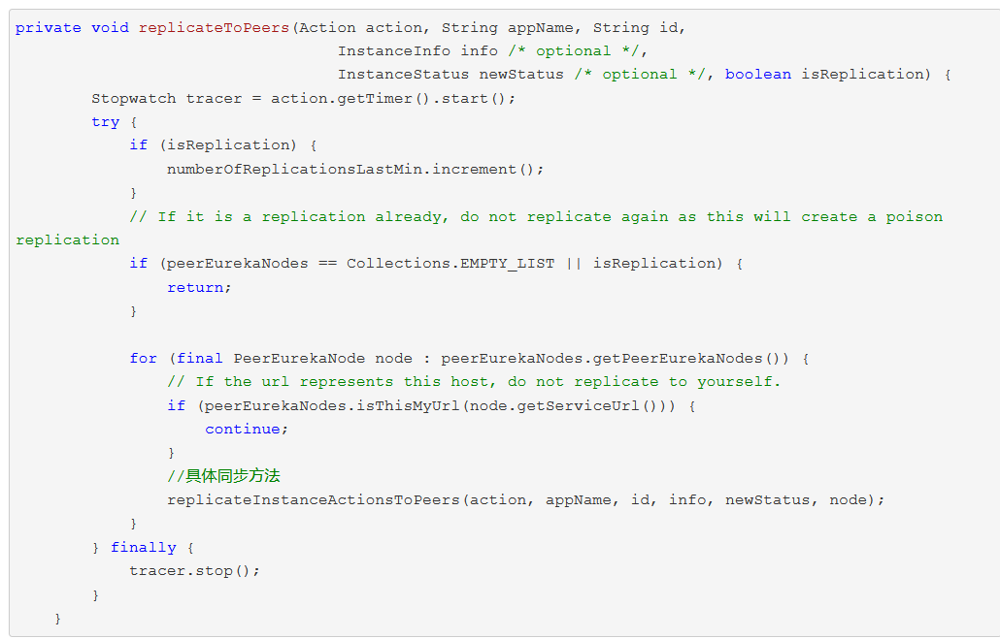 private void replicateToPeers(Action action, String appName, String id,
                                  InstanceInfo info /* optional */,
                                  InstanceStatus newStatus /* optional */, boolean isReplication) {
        Stopwatch tracer = action.getTimer().start();
        try {
            if (isReplication) {
                numberOfReplicationsLastMin.increment();
            }
            // If it is a replication already, do not replicate again as this will create a poison
replication
            if (peerEurekaNodes == Collections.EMPTY_LIST || isReplication) {
                return;
            }

            for (final PeerEurekaNode node : peerEurekaNodes.getPeerEurekaNodes()) {
                // If the url represents this host, do not replicate to yourself.
                if (peerEurekaNodes.isThisMyUrl(node.getServiceUrl())) {
                    continue;
                }
                //具体同步方法
                replicateInstanceActionsToPeers(action, appName, id, info, newStatus, node);
            }
        } finally {
            tracer.stop();
        }
    }